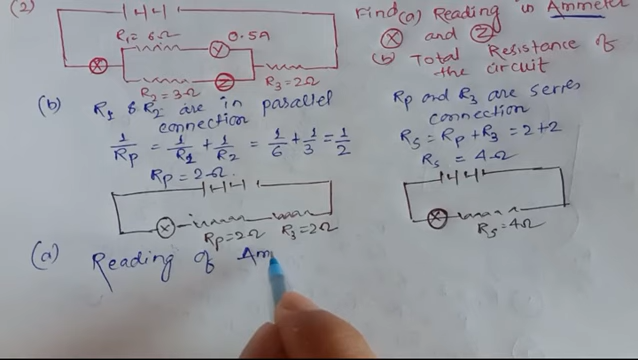 (2)
Find (a) Reading in Ammeter
X and Z
(b) Total Resistance of
the circuit
R₁ = 6Ω
Y
0.5A
X
Z
R₂ = 3Ω
R₃ = 2Ω
(b) R₁ & R₂ are in parallel
connection
1/Rp = 1/R₁ + 1/R₂ = 1/6 + 1/3 = 1/2
Rp = 2Ω.
X
Rp = 2Ω R₃ = 2Ω
Rp and R₃ are series
connection
Rs = Rp + R₃ = 2+2
Rs = 4Ω
X
Rs = 4Ω
(a) Reading of Am